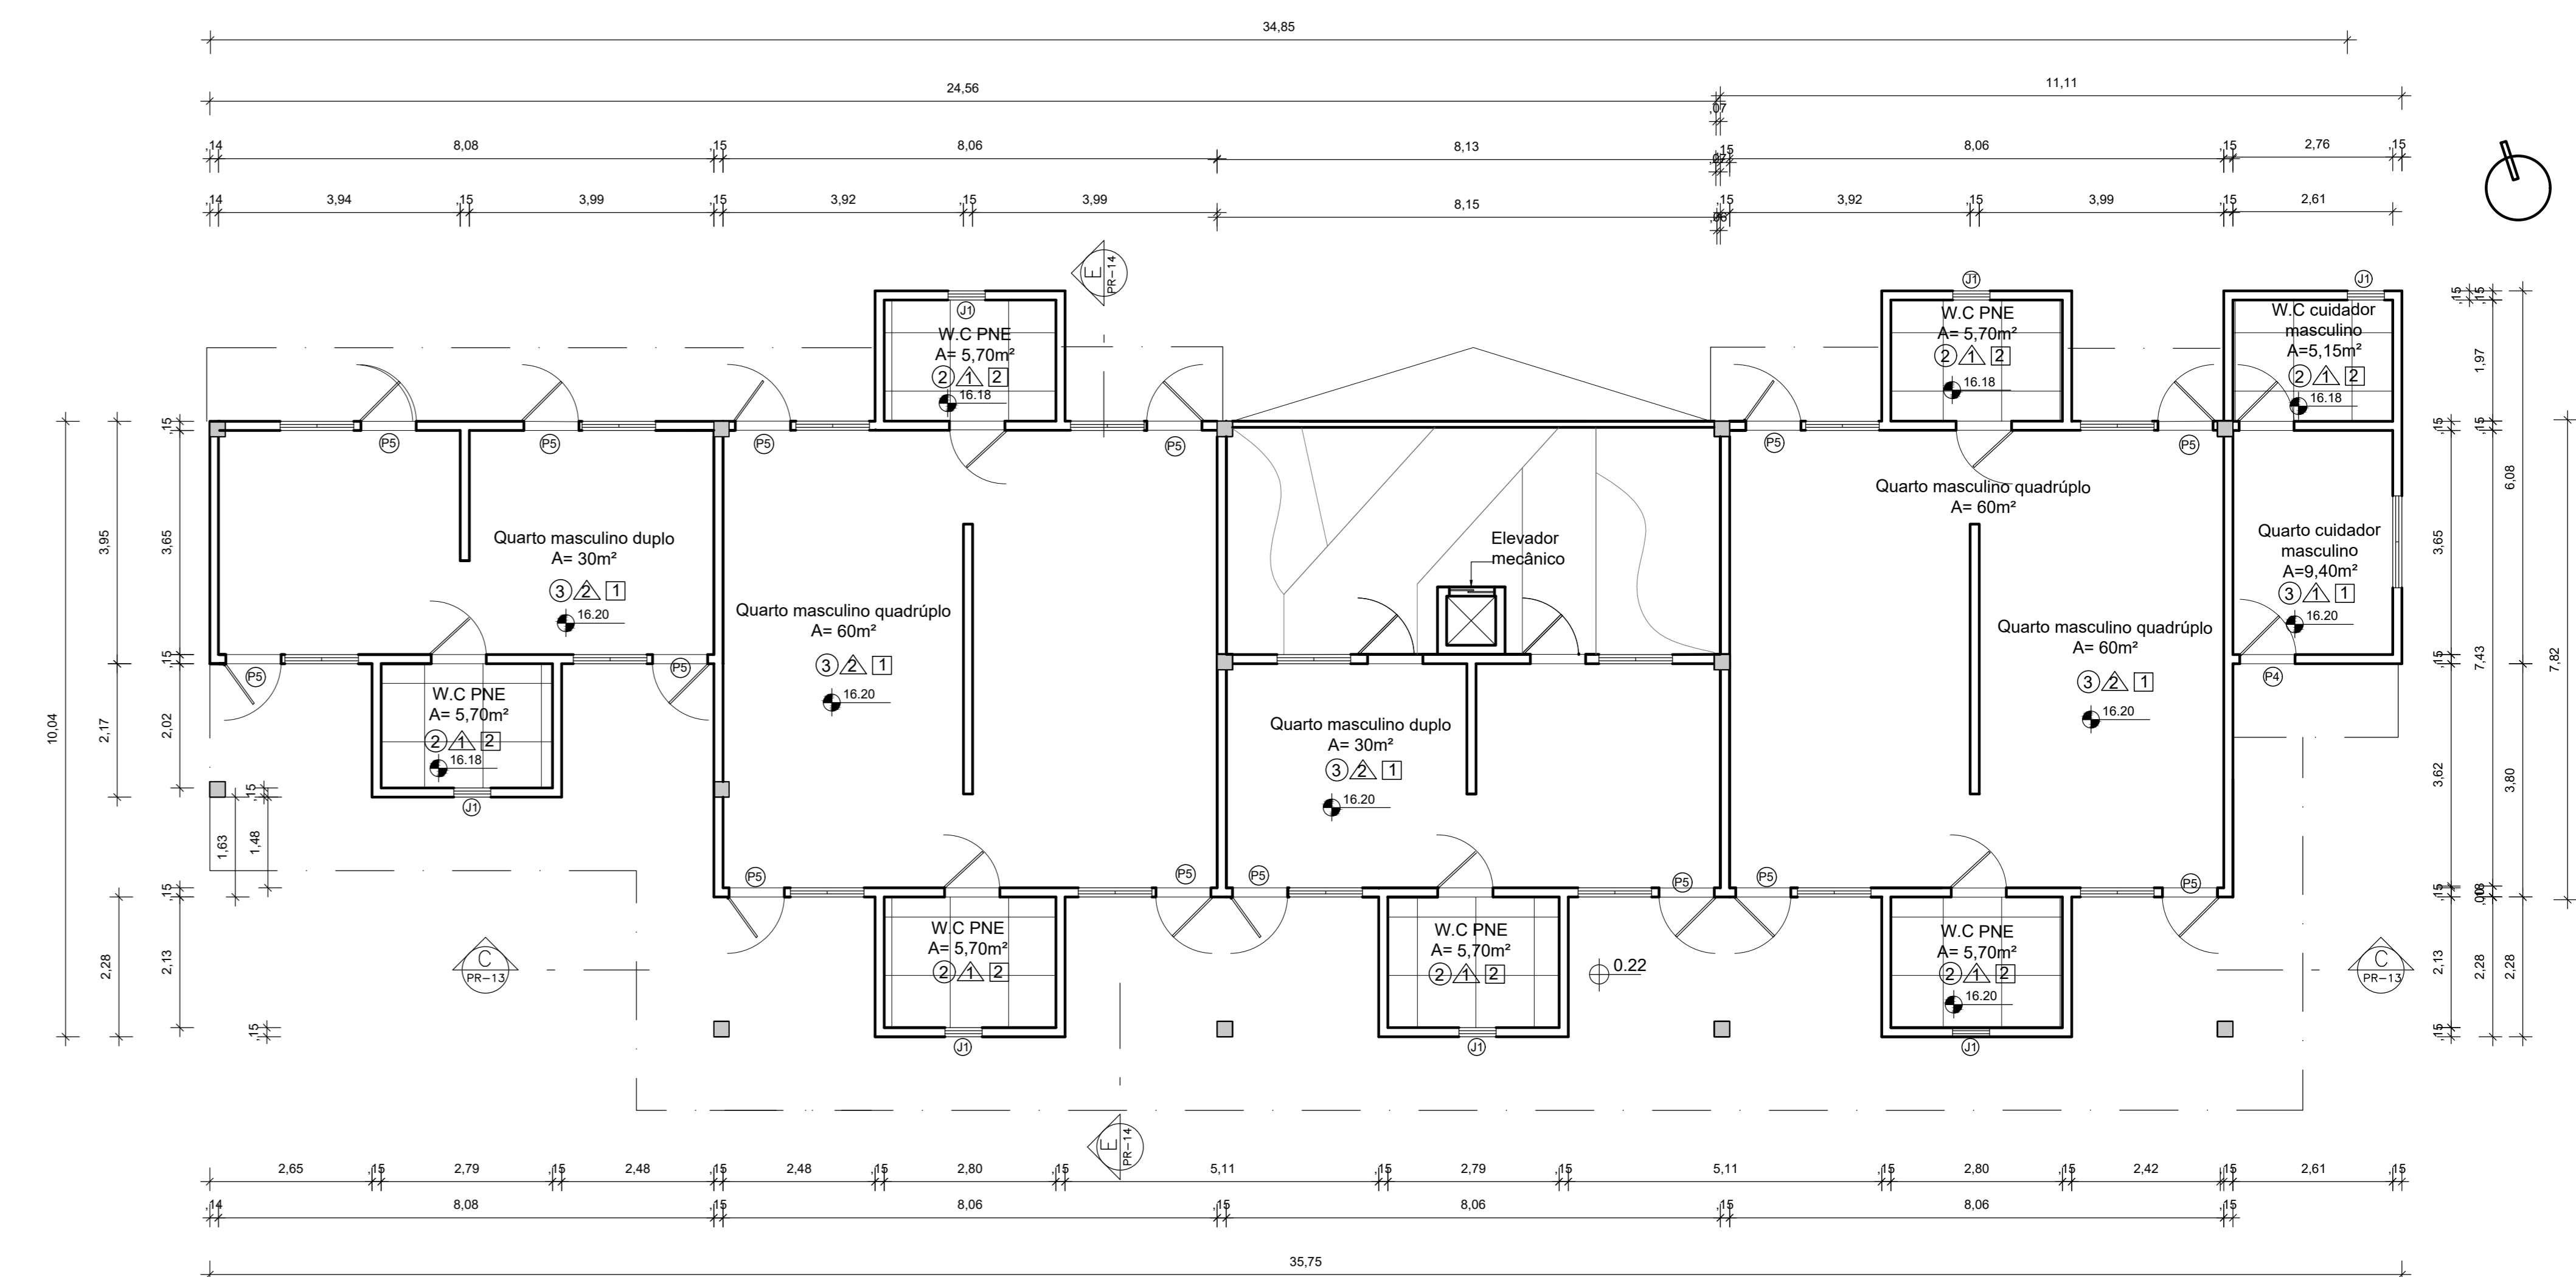 34,85
24,56
11,11
,07
,14
8,08
,15
8,06
8,13
,15
,07
8,06
,15
2,76
,15
,14
3,94
,15
3,99
,15
3,92
,15
3,99
8,15
,15
3,92
,15
3,99
,15
2,61
E
PR-14
J1
W.C PNE
A= 5,70m²
2 1 2
16.18
J1
W.C PNE
A= 5,70m²
2 1 2
16.18
J1
W.C cuidador
masculino
A=5,15m²
2 1 2
16.18
P5
P5
P5
P5
P5
P5
Quarto masculino duplo
A= 30m²
3 2 1
16.20
Quarto masculino quadrúplo
A= 60m²
3 2 1
16.20
Elevador
mecânico
Quarto masculino quadrúplo
A= 60m²
Quarto cuidador
masculino
A=9,40m²
3 1 1
16.20
Quarto masculino quadrúplo
A= 60m²
3 2 1
16.20
P5
P5
P4
W.C PNE
A= 5,70m²
2 1 2
16.18
J1
Quarto masculino duplo
A= 30m²
3 2 1
16.20
P5
P5
P5
P5
P5
P5
W.C PNE
A= 5,70m²
2 1 2
J1
W.C PNE
A= 5,70m²
2 1 2
J1
0.22
W.C PNE
A= 5,70m²
2 1 2
16.20
J1
C
PR-13
C
PR-13
E
PR-14
10,04
3,95
2,17
2,28
,15
3,65
,15
2,02
,15
2,13
1,63
,15
1,48
,15
,15
,15
1,97
6,08
,15
,15
3,65
7,43
7,82
,15
3,62
3,80
,15
,08
2,13
2,28
2,28
,15
2,65
,15
2,79
,15
2,48
,15
2,48
,15
2,80
,15
5,11
,15
2,79
,15
5,11
,15
2,80
,15
2,42
,15
2,61
,15
,14
8,08
,15
8,06
,15
8,06
,15
8,06
,15
35,75